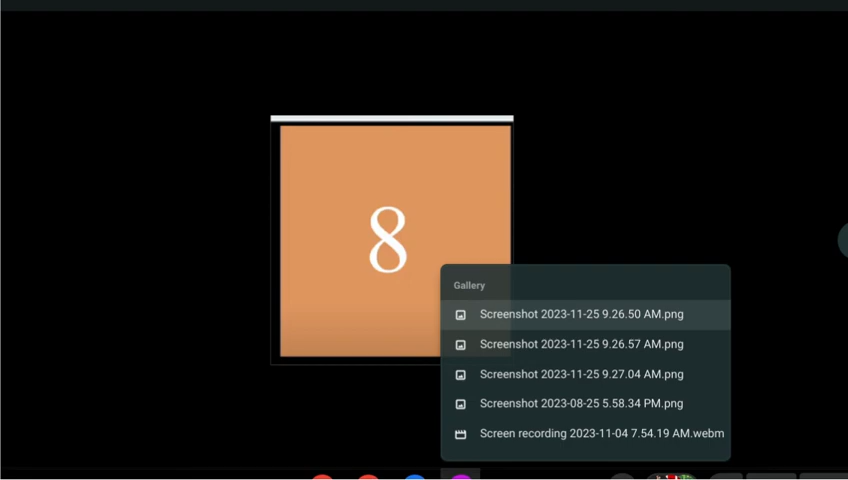 8
Gallery
Screenshot 2023-11-25 9.26.50 AM.png
Screenshot 2023-11-25 9.26.57 AM.png
Screenshot 2023-11-25 9.27.04 AM.png
Screenshot 2023-08-25 5.58.34 PM.png
Screen recording 2023-11-04 7.54.19 AM.webm